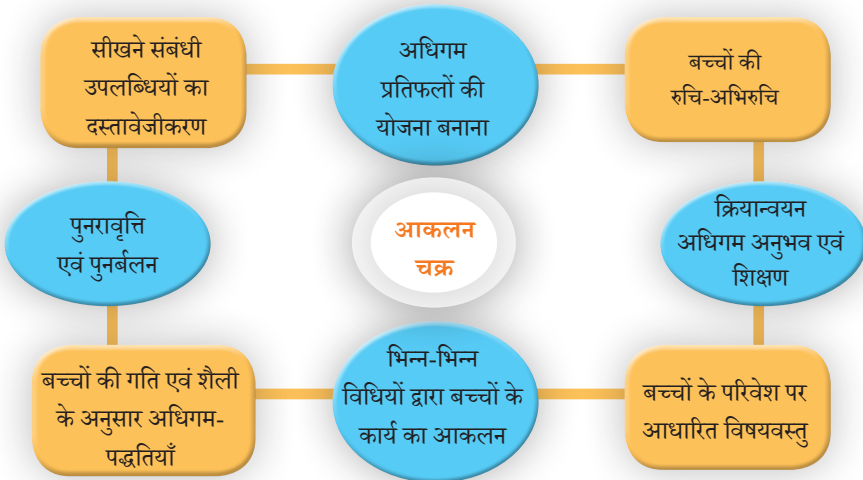 सीखने संबंधी
उपलब्धियों का
दस्तावेजीकरण
अधिगम
प्रतिफलों की
योजना बनाना
बच्चों की
रुचि-अभिरुचि
पुनरावृत्ति
एवं पुनर्बलन
आकलन
चक्र
क्रियान्वयन
अधिगम अनुभव एवं
शिक्षण
बच्चों की गति एवं शैली
के अनुसार अधिगम-
पद्धतियाँ
भिन्न-भिन्न
विधियों द्वारा बच्चों के
कार्य का आकलन
बच्चों के परिवेश पर
आधारित विषयवस्तु